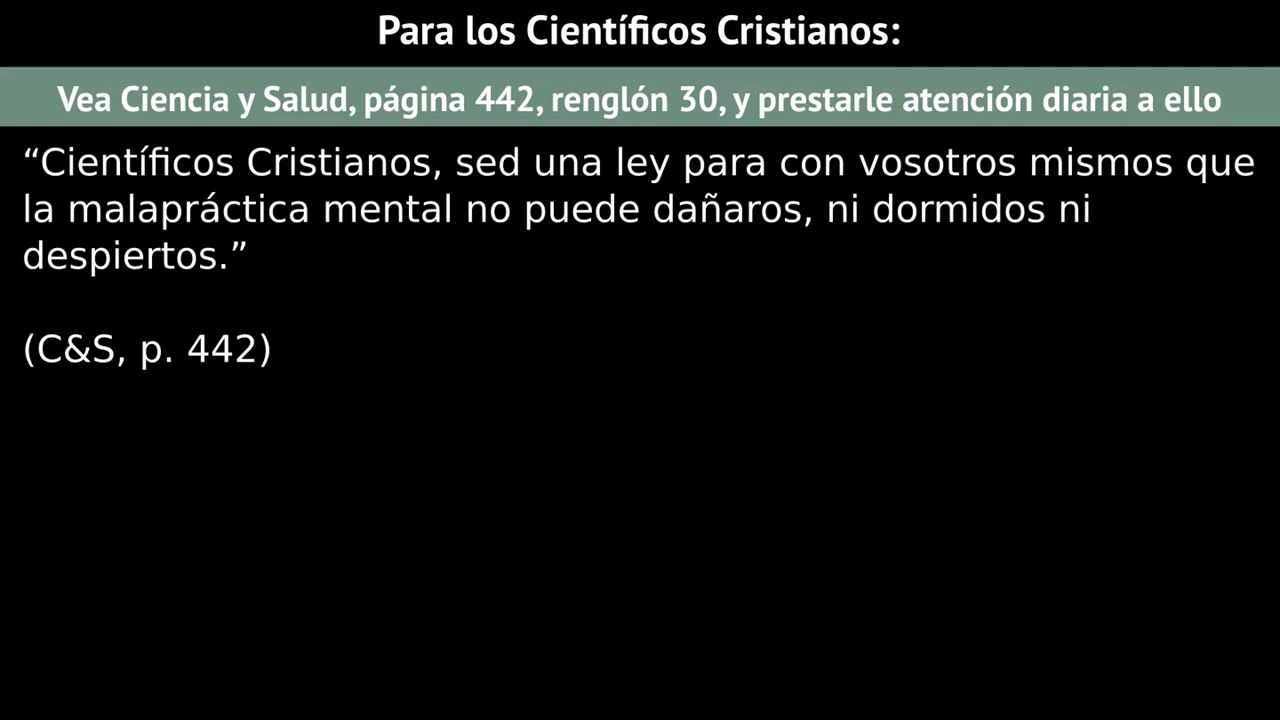 Para los Científicos Cristianos:
Vea Ciencia y Salud, página 442, renglón 30, y prestarle atención diaria a ello
“Científicos Cristianos, sed una ley para con vosotros mismos que
la malapráctica mental no puede dañaros, ni dormidos ni
despiertos.”
(C&S, p. 442)